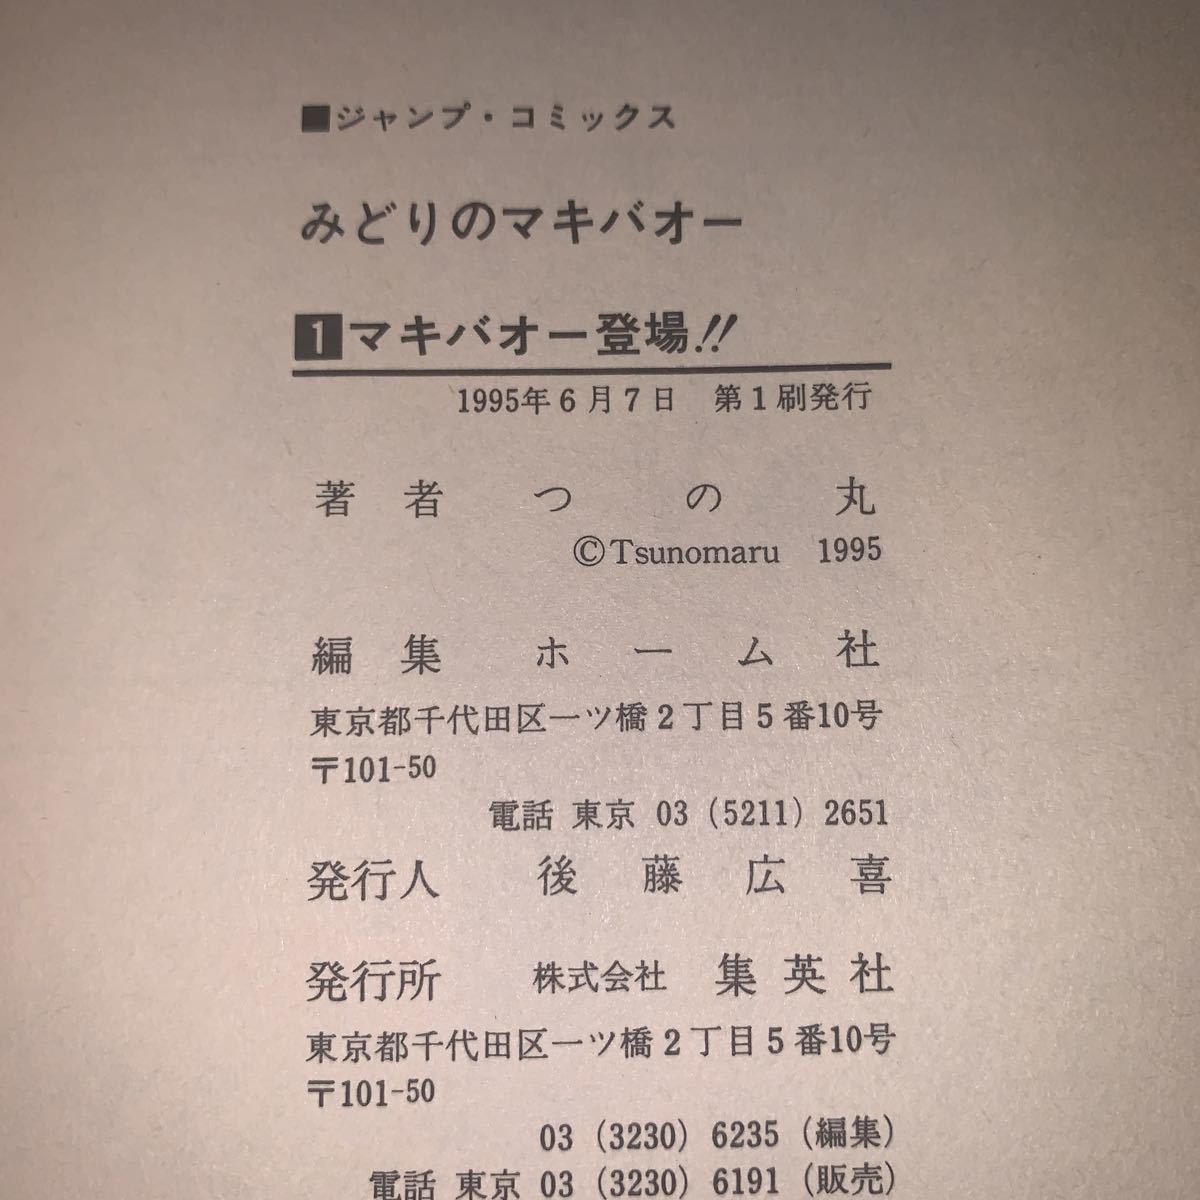 ■ジャンプ・コミックス
みどりのマキバオー
1マキバオー登場!!
1995年6月7日 第1刷発行
著者 つの丸
©Tsunomaru 1995
編集 ホーム社
東京都千代田区一ツ橋2丁目5番10号
〒101-50
電話 東京 03(5211)2651
発行人 後藤広喜
発行所 株式会社 集英社
東京都千代田区一ツ橋2丁目5番10号
〒101-50
03(3230)6235(編集)
電話 東京 03(3230)6191(販売)